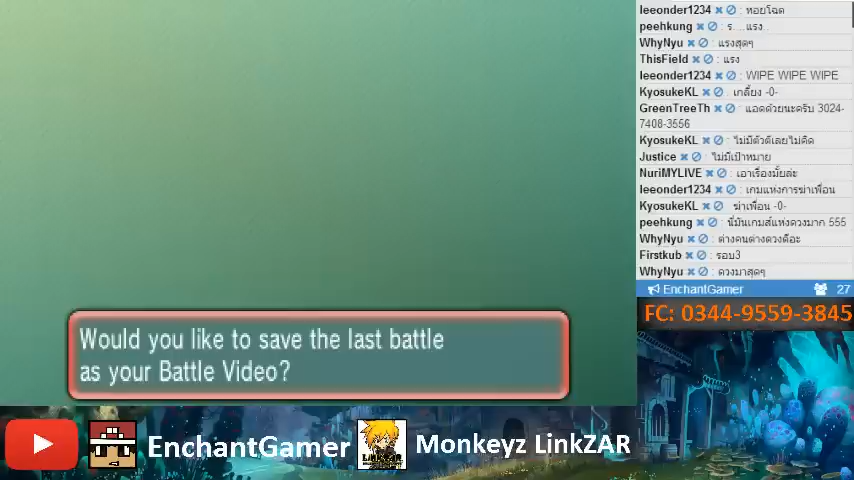 leeonder1234 : หอยโฉด
peehkung : ร....แรง..
WhyNyu : แรงสุดๆ
ThisField : แรง
leeonder1234 : WIPE WIPE WIPE
KyosukeKL : เกลี้ยง -0-
GreenTreeTh : แอดด้วยนะครับ 3024-
7408-3556
KyosukeKL : ไม่มีตัวตัเลยไม่คิด
Justice : ไม่มีเป้าหมาย
NuriMYLIVE : เอาเรื่องมั้ยล่ะ
leeonder1234 : เกมแห่งการฆ่าเพื่อน
KyosukeKL : ฆ่าเพื่อน -0-
peehkung : นี่มันเกมส์แห่งดวงมาก 555
WhyNyu : ต่างคนต่างดวงดีอะ
Firstkub : รอบ3
WhyNyu : ดวงมาสุดๆ
EnchantGamer 27
FC: 0344-9559-3845
Would you like to save the last battle
as your Battle Video?
EnchantGamer Monkeyz LinkZAR